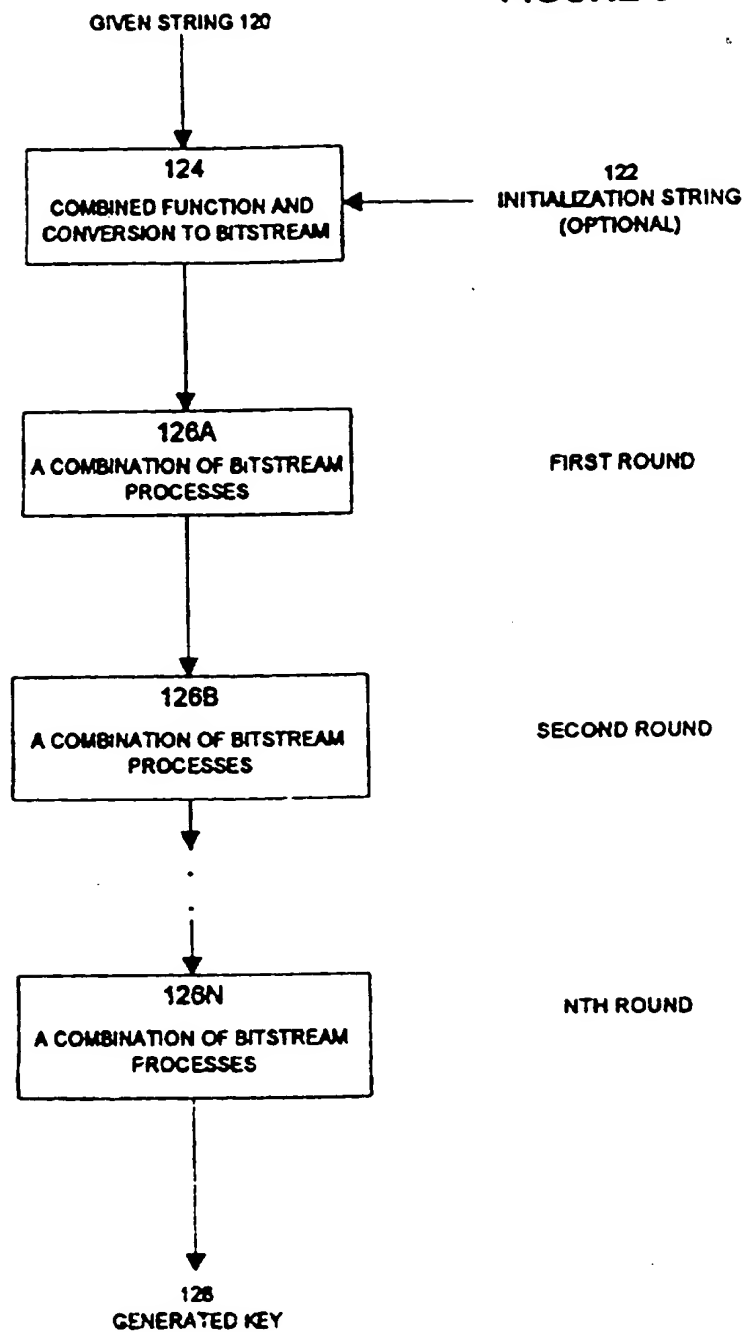 GIVEN STRING 120
124
COMBINED FUNCTION AND
CONVERSION TO BITSTREAM
122
INITIALIZATION STRING
(OPTIONAL)
126A
A COMBINATION OF BITSTREAM
PROCESSES
FIRST ROUND
126B
A COMBINATION OF BITSTREAM
PROCESSES
SECOND ROUND
126N
A COMBINATION OF BITSTREAM
PROCESSES
NTH ROUND
128
GENERATED KEY